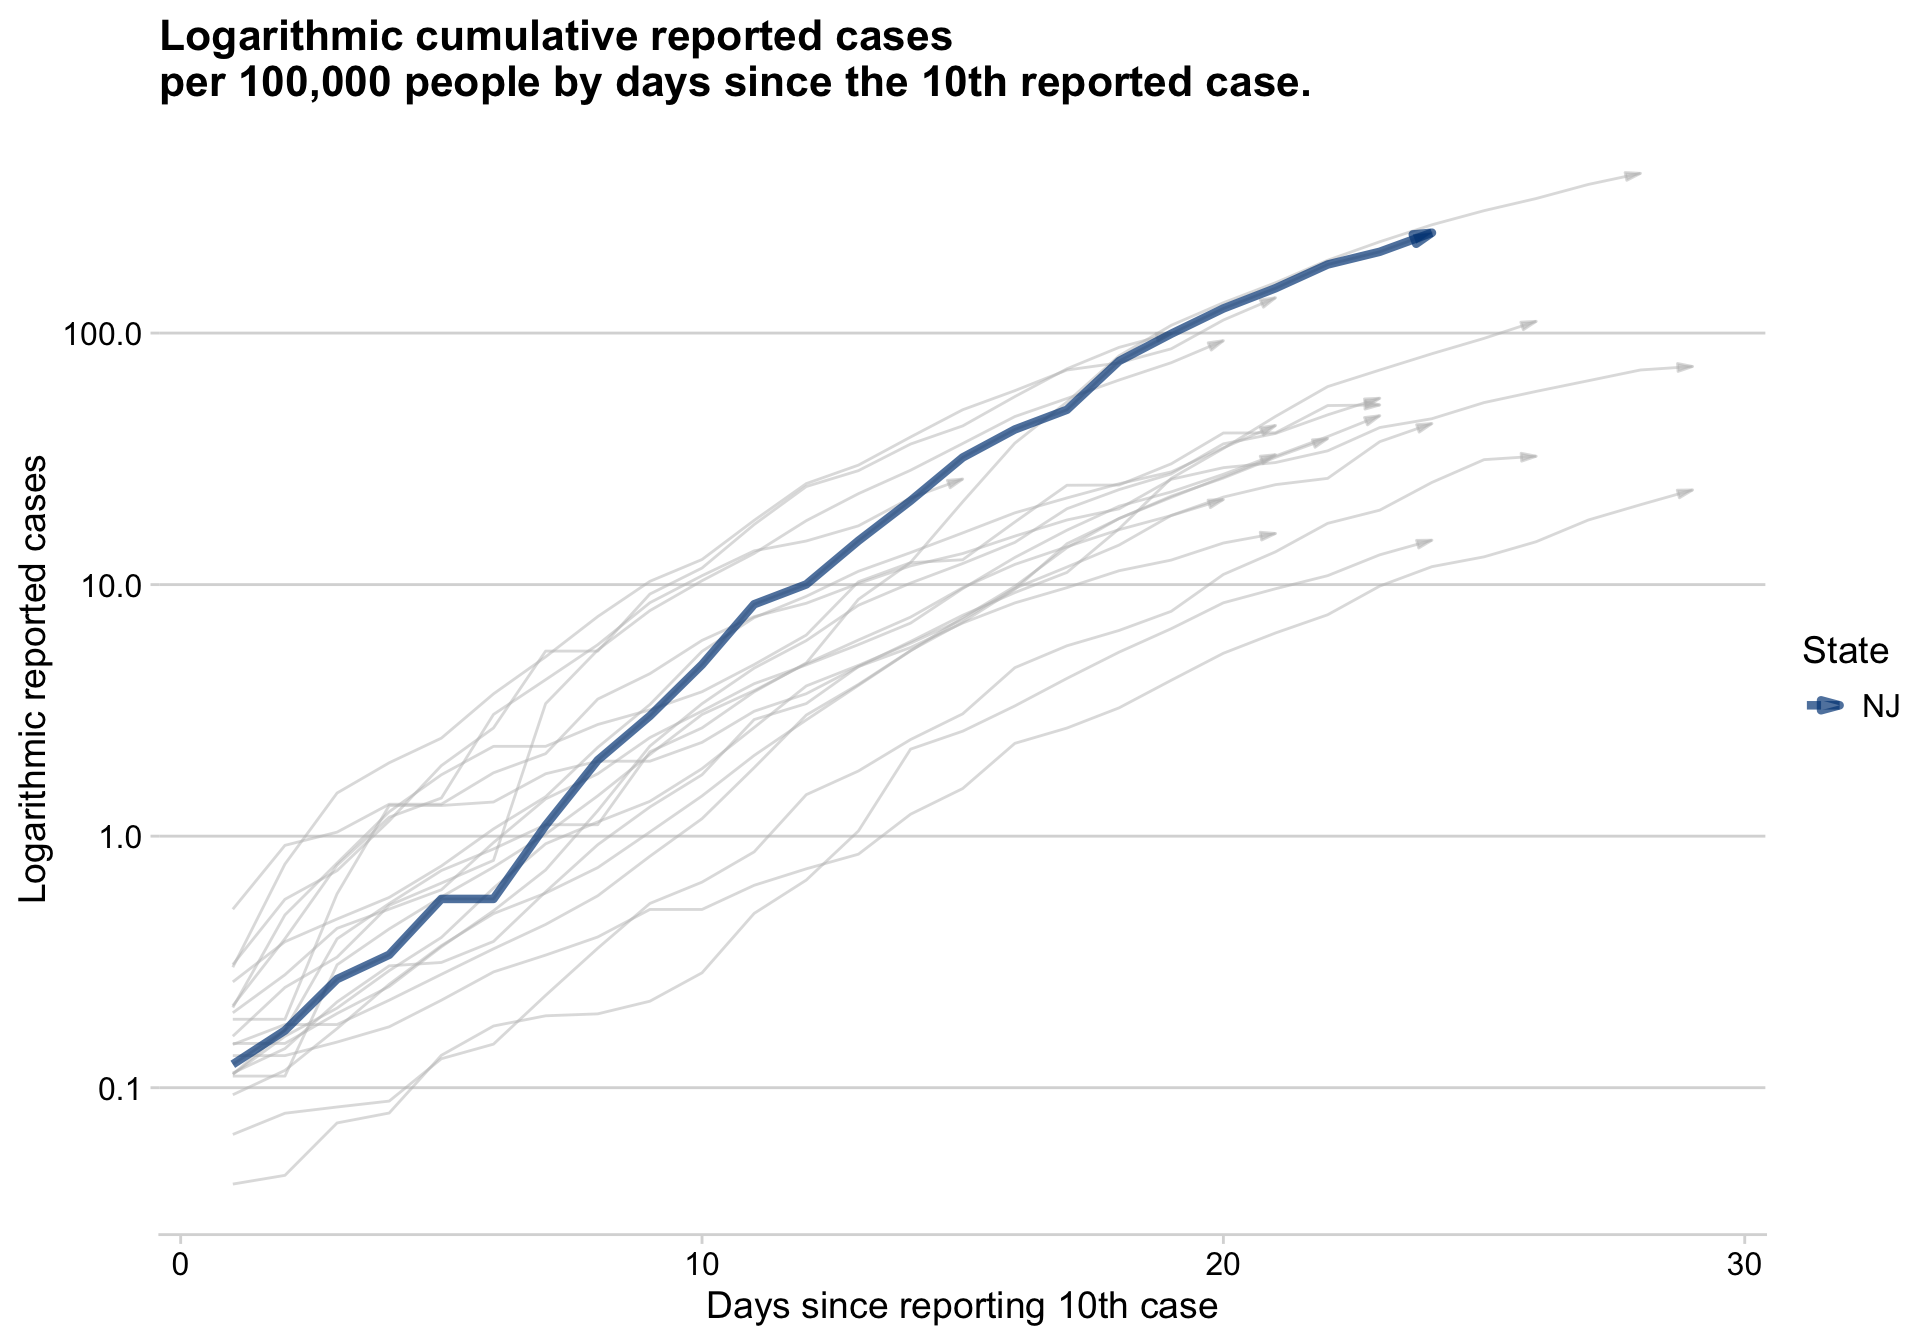 Logarithmic cumulative reported cases
per 100,000 people by days since the 10th reported case.
Logarithmic reported cases
100.0
10.0
1.0
0.1
0
10
20
30
Days since reporting 10th case
State
NJ